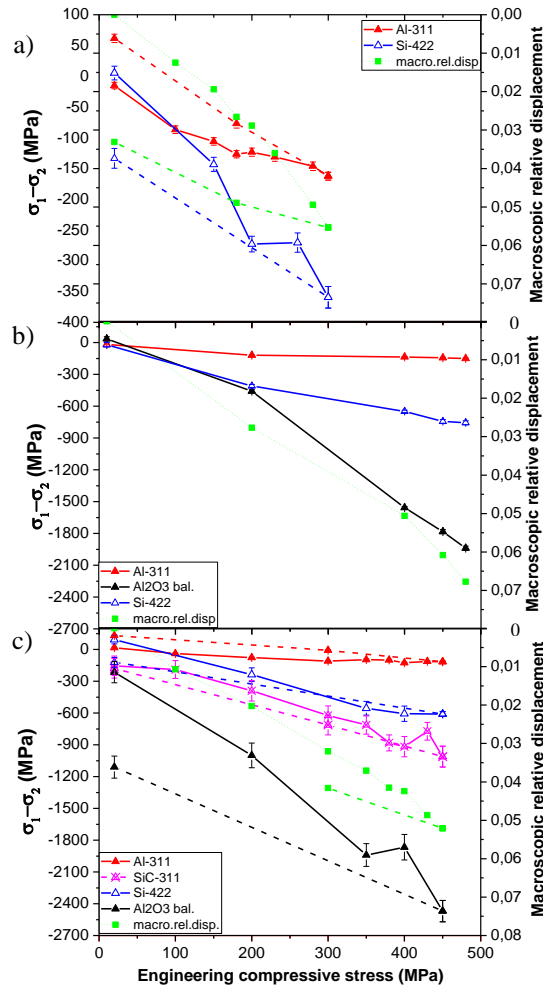 a)
100
50
0
-50
-100
-150
-200
-250
-300
-350
-400
σ₁−σ₂ (MPa)
Al-311
Si-422
macro.rel.disp
0,00
0,01
0,02
0,03
0,04
0,05
0,06
0,07
Macroscopic relative displacement
b)
0
-300
-600
-900
-1200
-1500
-1800
-2100
-2400
-2700
σ₁−σ₂ (MPa)
Al-311
Al2O3 bal.
Si-422
macro.rel.disp
0
0,01
0,02
0,03
0,04
0,05
0,06
0,07
Macroscopic relative displacement
c)
0
-300
-600
-900
-1200
-1500
-1800
-2100
-2400
-2700
σ₁−σ₂ (MPa)
Al-311
SiC-311
Si-422
Al2O3 bal.
macro.rel.disp.
0
0,01
0,02
0,03
0,04
0,05
0,06
0,07
0,08
Macroscopic relative displacement
0 100 200 300 400 500
Engineering compressive stress (MPa)